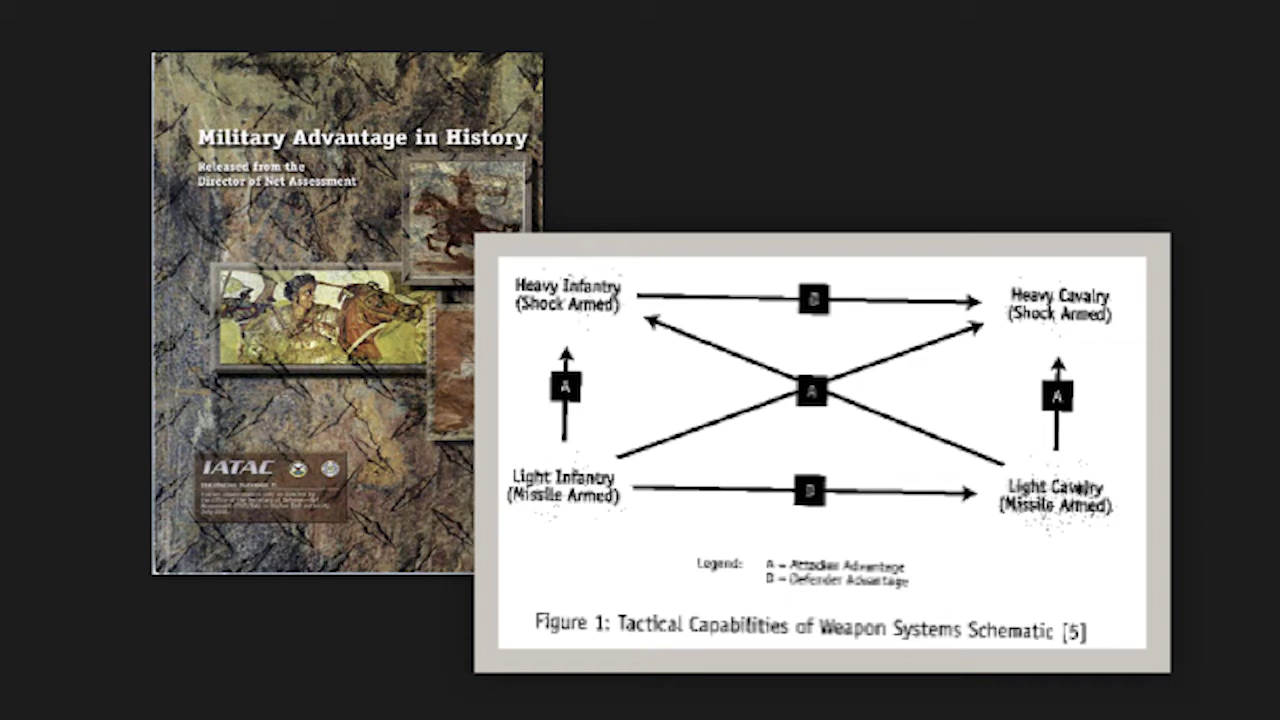 Military Advantage in History
Released from the
Director of Net Assessment
IATAC
Heavy Infantry
(Shock Armed)
D
Heavy Cavalry
(Shock Armed)
A
A
A
Light Infantry
(Missile Armed)
D
Light Cavalry
(Missile Armed)
Legend: A – Attacker Advantage
D – Defender Advantage
Figure 1: Tactical Capabilities of Weapon Systems Schematic [5]